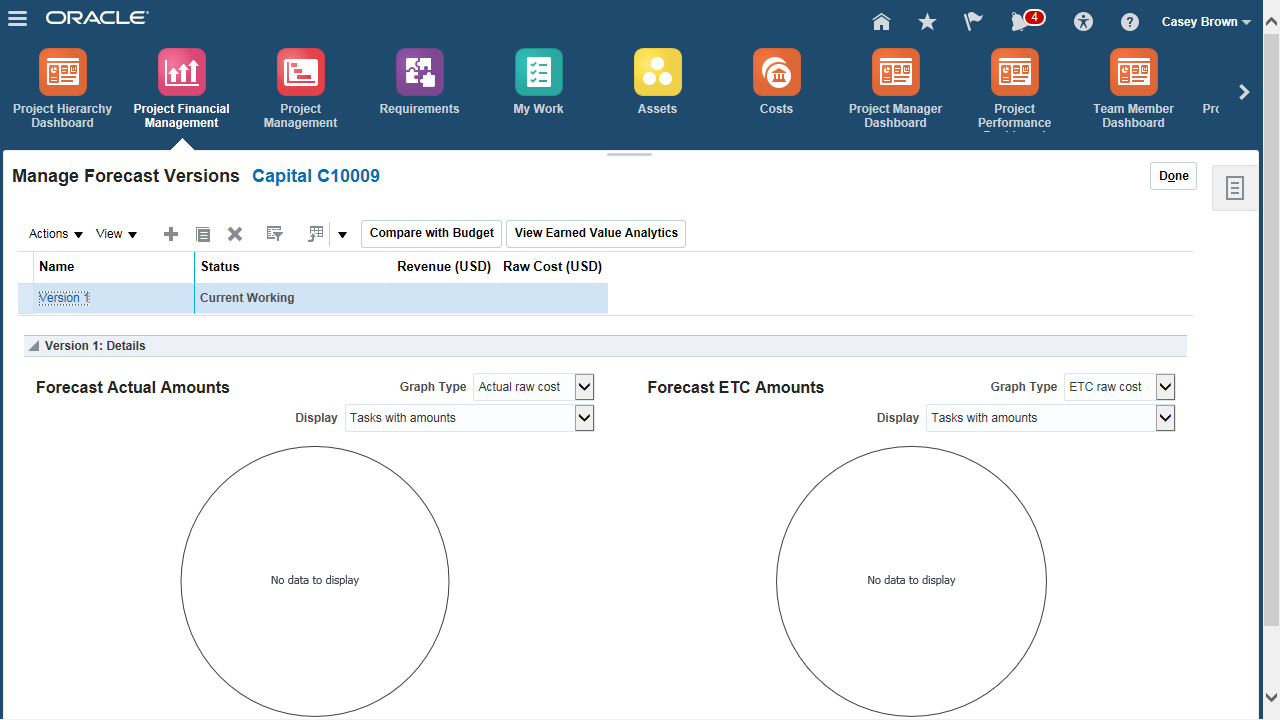 ORACLE
4
Casey Brown
Project Hierarchy
Dashboard
Project Financial
Management
Project
Management
Requirements
My Work
Assets
Costs
Project Manager
Dashboard
Project
Performance
Team Member
Dashboard
Pro
Manage Forecast Versions Capital C10009
Done
Actions View Compare with Budget View Earned Value Analytics
Name Status Revenue (USD) Raw Cost (USD)
Version 1 Current Working
Version 1: Details
Forecast Actual Amounts Graph Type Actual raw cost
Display Tasks with amounts
No data to display
Forecast ETC Amounts Graph Type ETC raw cost
Display Tasks with amounts
No data to display